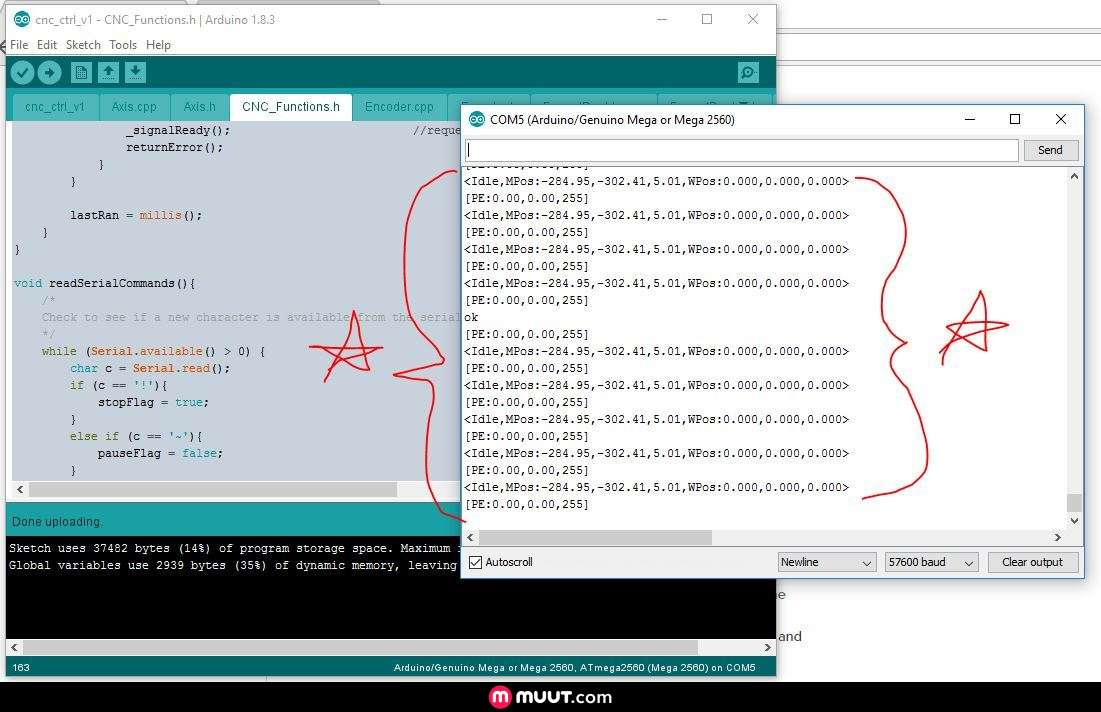 cnc_ctrl_v1 - CNC_Functions.h | Arduino 1.8.3
File Edit Sketch Tools Help
cnc_ctrl_v1 Axis.cpp Axis.h CNC_Functions.h Encoder.cpp
_signalReady(); //reque
returnError();
}
}
lastRan = millis();
}
}
void readSerialCommands(){
/*
Check to see if a new character is available from the serial
*/
while (Serial.available() > 0) {
char c = Serial.read();
if (c == '!'){
stopFlag = true;
}
else if (c == '~'){
pauseFlag = false;
}
Done uploading.
Sketch uses 37482 bytes (14%) of program storage space. Maximum
Global variables use 2939 bytes (35%) of dynamic memory, leaving
163
Arduino/Genuino Mega or Mega 2560, ATmega2560 (Mega 2560) on COM5
COM5 (Arduino/Genuino Mega or Mega 2560)
Send
<Idle,MPos:-284.95,-302.41,5.01,WPos:0.000,0.000,0.000>
[PE:0.00,0.00,255]
<Idle,MPos:-284.95,-302.41,5.01,WPos:0.000,0.000,0.000>
[PE:0.00,0.00,255]
<Idle,MPos:-284.95,-302.41,5.01,WPos:0.000,0.000,0.000>
[PE:0.00,0.00,255]
<Idle,MPos:-284.95,-302.41,5.01,WPos:0.000,0.000,0.000>
[PE:0.00,0.00,255]
ok
[PE:0.00,0.00,255]
<Idle,MPos:-284.95,-302.41,5.01,WPos:0.000,0.000,0.000>
[PE:0.00,0.00,255]
<Idle,MPos:-284.95,-302.41,5.01,WPos:0.000,0.000,0.000>
[PE:0.00,0.00,255]
<Idle,MPos:-284.95,-302.41,5.01,WPos:0.000,0.000,0.000>
[PE:0.00,0.00,255]
<Idle,MPos:-284.95,-302.41,5.01,WPos:0.000,0.000,0.000>
[PE:0.00,0.00,255]
<Idle,MPos:-284.95,-302.41,5.01,WPos:0.000,0.000,0.000>
[PE:0.00,0.00,255]
Autoscroll Newline 57600 baud Clear output
e
and
muut.com